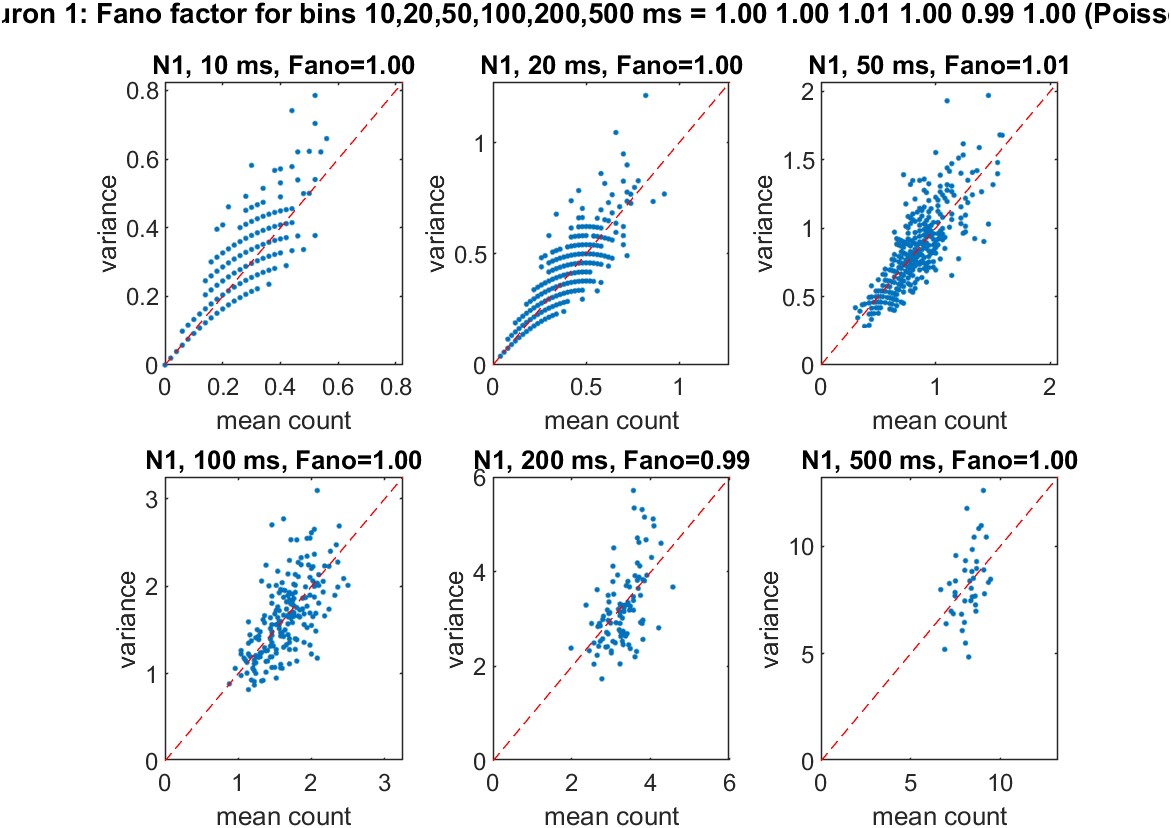 uron 1: Fano factor for bins 10,20,50,100,200,500 ms = 1.00 1.00 1.01 1.00 0.99 1.00 (Poisso
N1, 10 ms, Fano=1.00
0.8
0.6
0.4
0.2
0
variance
0 0.2 0.4 0.6 0.8
mean count
N1, 20 ms, Fano=1.00
1
0.5
0
variance
0 0.5 1
mean count
N1, 50 ms, Fano=1.01
2
1.5
1
0.5
0
variance
0 1 2
mean count
N1, 100 ms, Fano=1.00
3
2
1
0
variance
0 1 2 3
mean count
N1, 200 ms, Fano=0.99
6
4
2
0
variance
0 2 4 6
mean count
N1, 500 ms, Fano=1.00
10
5
0
variance
0 5 10
mean count